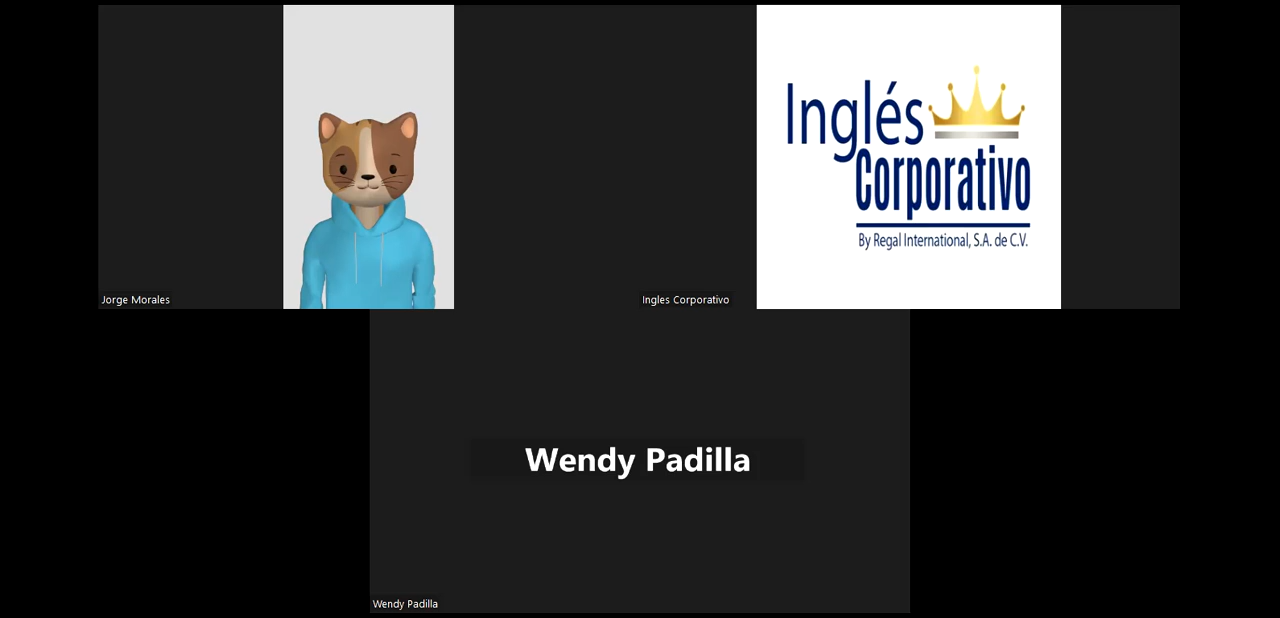 Inglés
Corporativo
By Regal International, S.A. de C.V.
Jorge Morales
Ingles Corporativo
Wendy Padilla
Wendy Padilla